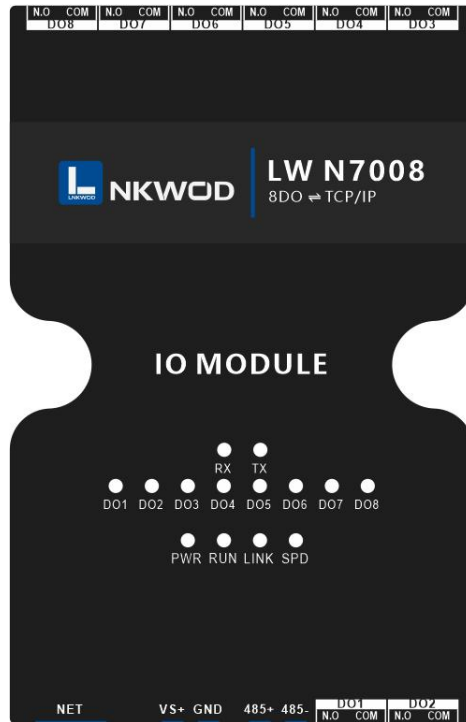 N.O COM N.O COM N.O COM N.O COM N.O COM N.O COM
DO8 DO7 DO6 DO5 DO4 DO3
L
LNKWOD
NKWOD
LW N7008
8DO ⇌ TCP/IP
IO MODULE
RX TX
DO1 DO2 DO3 DO4 DO5 DO6 DO7 DO8
PWR RUN LINK SPD
NET VS+ GND 485+ 485- DO1 DO2
N.O COM N.O COM